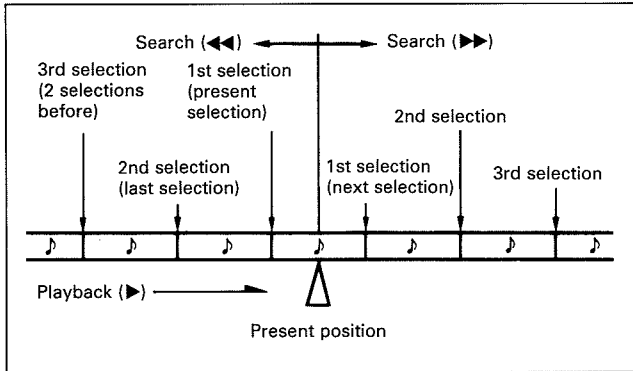 Search (◀◀)
Search (▶▶)
3rd selection
(2 selections
before)
1st selection
(present
selection)
2nd selection
2nd selection
(last selection)
1st selection
(next selection)
3rd selection
Playback (▶)
Present position